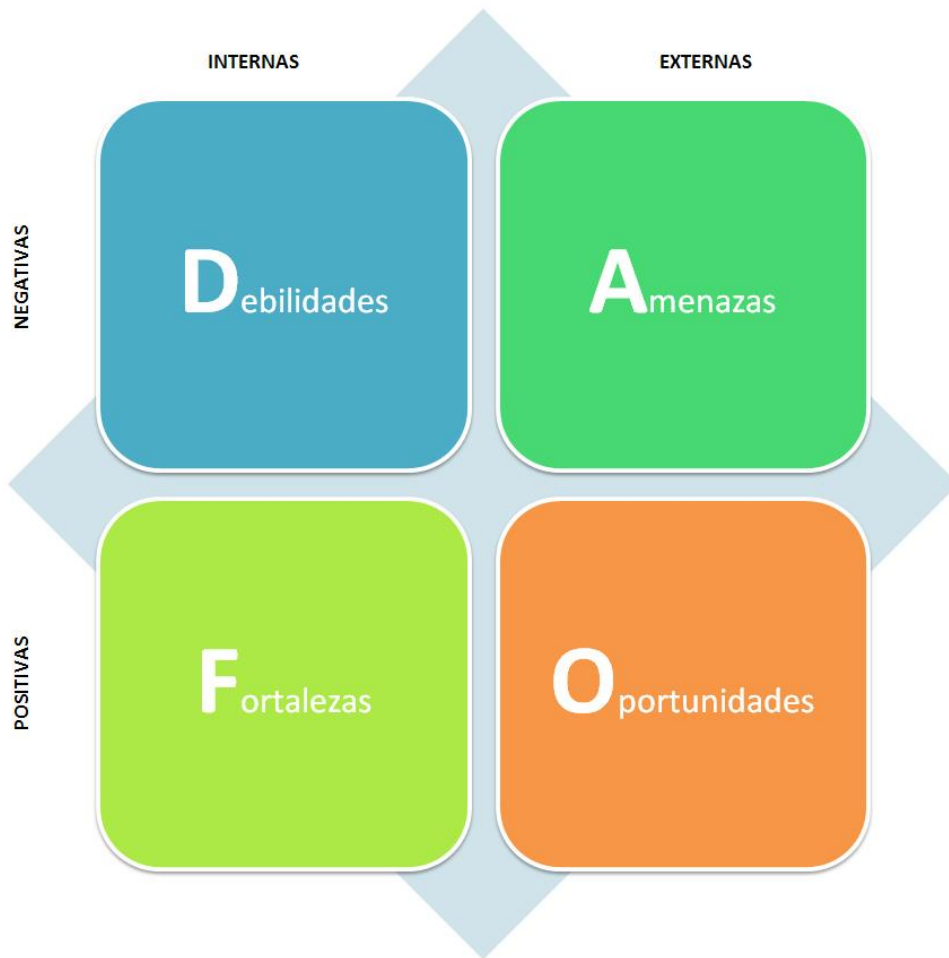 INTERNAS
EXTERNAS
NEGATIVAS
Debilidades
Amenazas
POSITIVAS
Fortalezas
Oportunidades